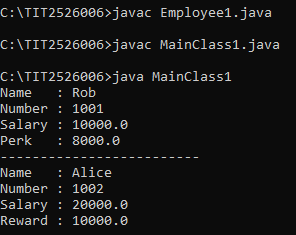 C:\TIT2526006>javac Employee1.java
C:\TIT2526006>javac MainClass1.java
C:\TIT2526006>java MainClass1
Name   : Rob
Number : 1001
Salary : 10000.0
Perk   : 8000.0
-------------------------
Name   : Alice
Number : 1002
Salary : 20000.0
Reward : 10000.0